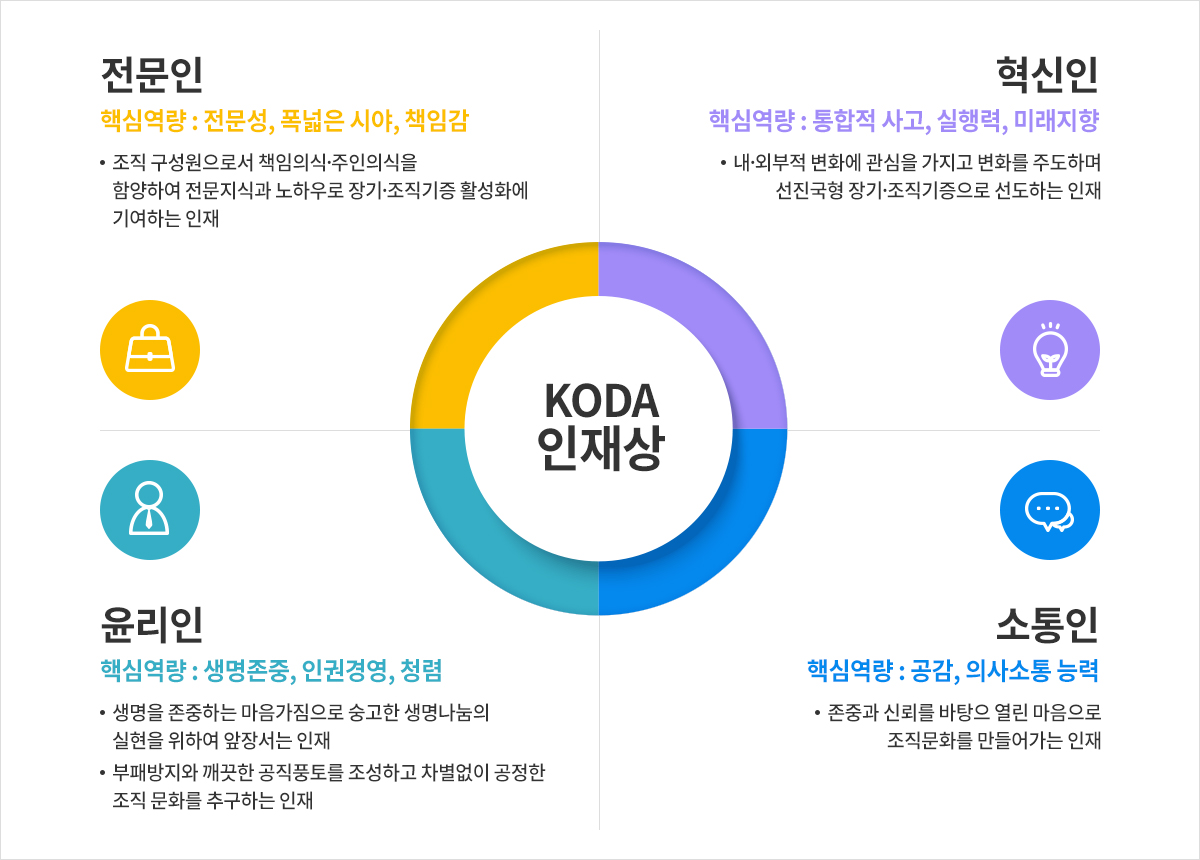 전문인
핵심역량 : 전문성, 폭넓은 시야, 책임감
• 조직 구성원으로서 책임의식·주인의식을
함양하여 전문지식과 노하우로 장기·조직기증 활성화에
기여하는 인재
혁신인
핵심역량 : 통합적 사고, 실행력, 미래지향
• 내·외부적 변화에 관심을 가지고 변화를 주도하며
선진국형 장기·조직기증으로 선도하는 인재
KODA
인재상
윤리인
핵심역량 : 생명존중, 인권경영, 청렴
• 생명을 존중하는 마음가짐으로 숭고한 생명나눔의
실현을 위하여 앞장서는 인재
• 부패방지와 깨끗한 공직풍토를 조성하고 차별없이 공정한
조직 문화를 추구하는 인재
소통인
핵심역량 : 공감, 의사소통 능력
• 존중과 신뢰를 바탕으 열린 마음으로
조직문화를 만들어가는 인재